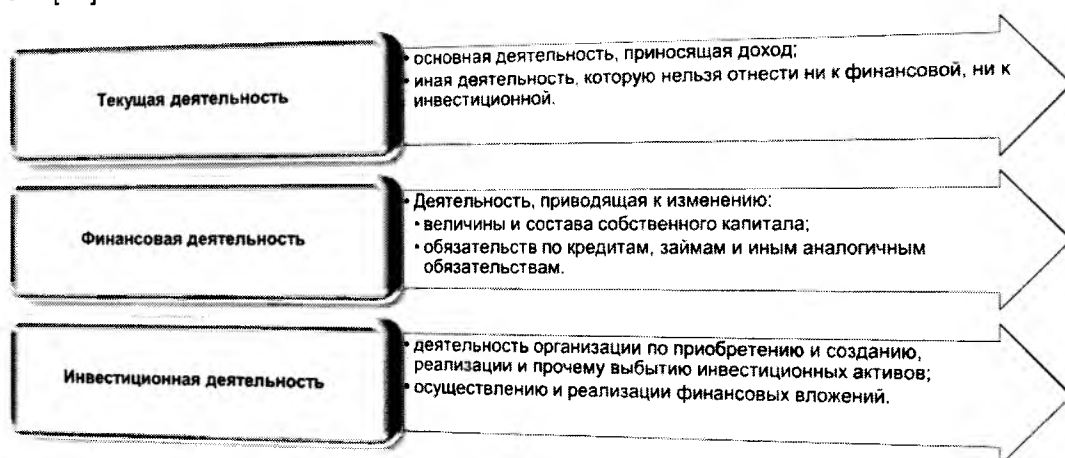 Текущая деятельность
• основная деятельность, приносящая доход;
• иная деятельность, которую нельзя отнести ни к финансовой, ни к
инвестиционной.
Финансовая деятельность
• Деятельность, приводящая к изменению:
• величины и состава собственного капитала;
• обязательств по кредитам, займам и иным аналогичным
обязательствам.
Инвестиционная деятельность
• деятельность организации по приобретению и созданию,
реализации и прочему выбытию инвестиционных активов;
• осуществлению и реализации финансовых вложений.